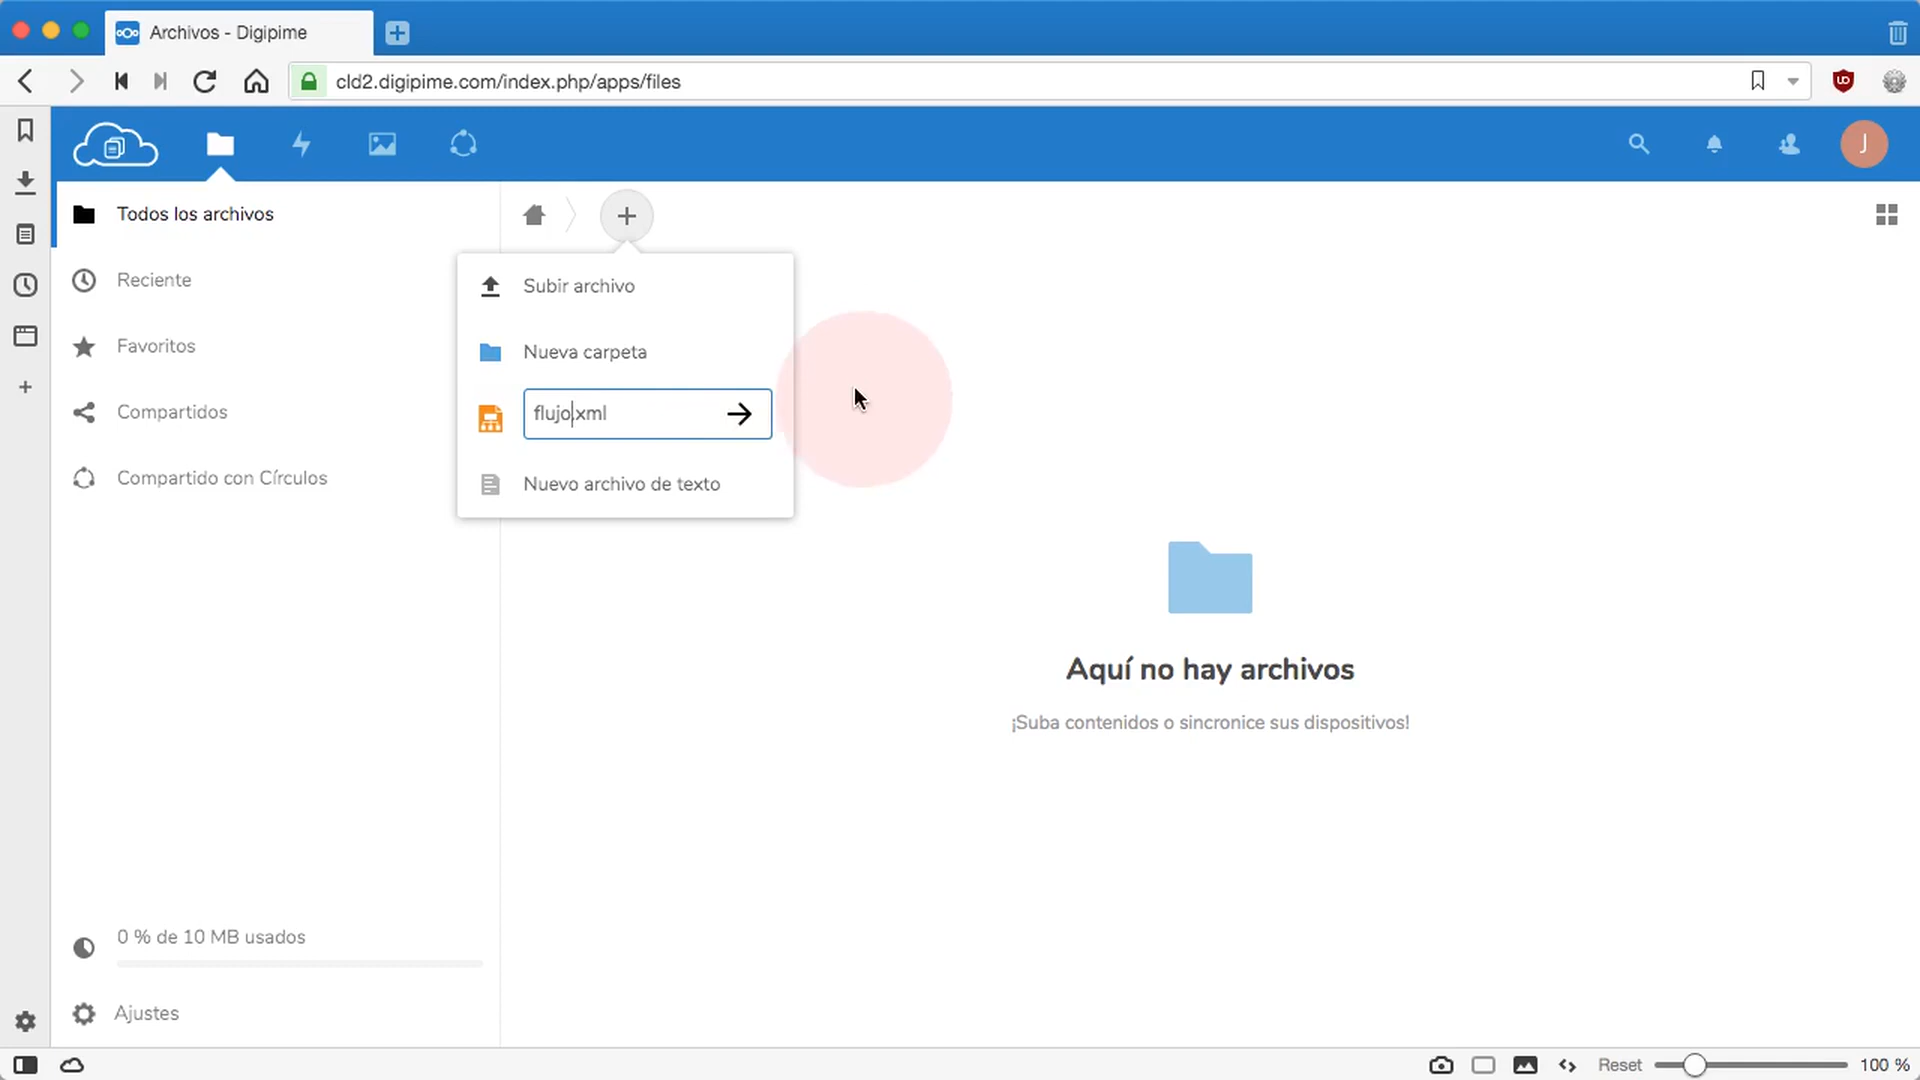 Archivos - Digipime
cld2.digipime.com/index.php/apps/files
J
Todos los archivos
Reciente
Favoritos
Compartidos
Compartido con Círculos
Subir archivo
Nueva carpeta
flujo.xml
Nuevo archivo de texto
Aquí no hay archivos
¡Suba contenidos o sincronice sus dispositivos!
0 % de 10 MB usados
Ajustes
Reset
100 %